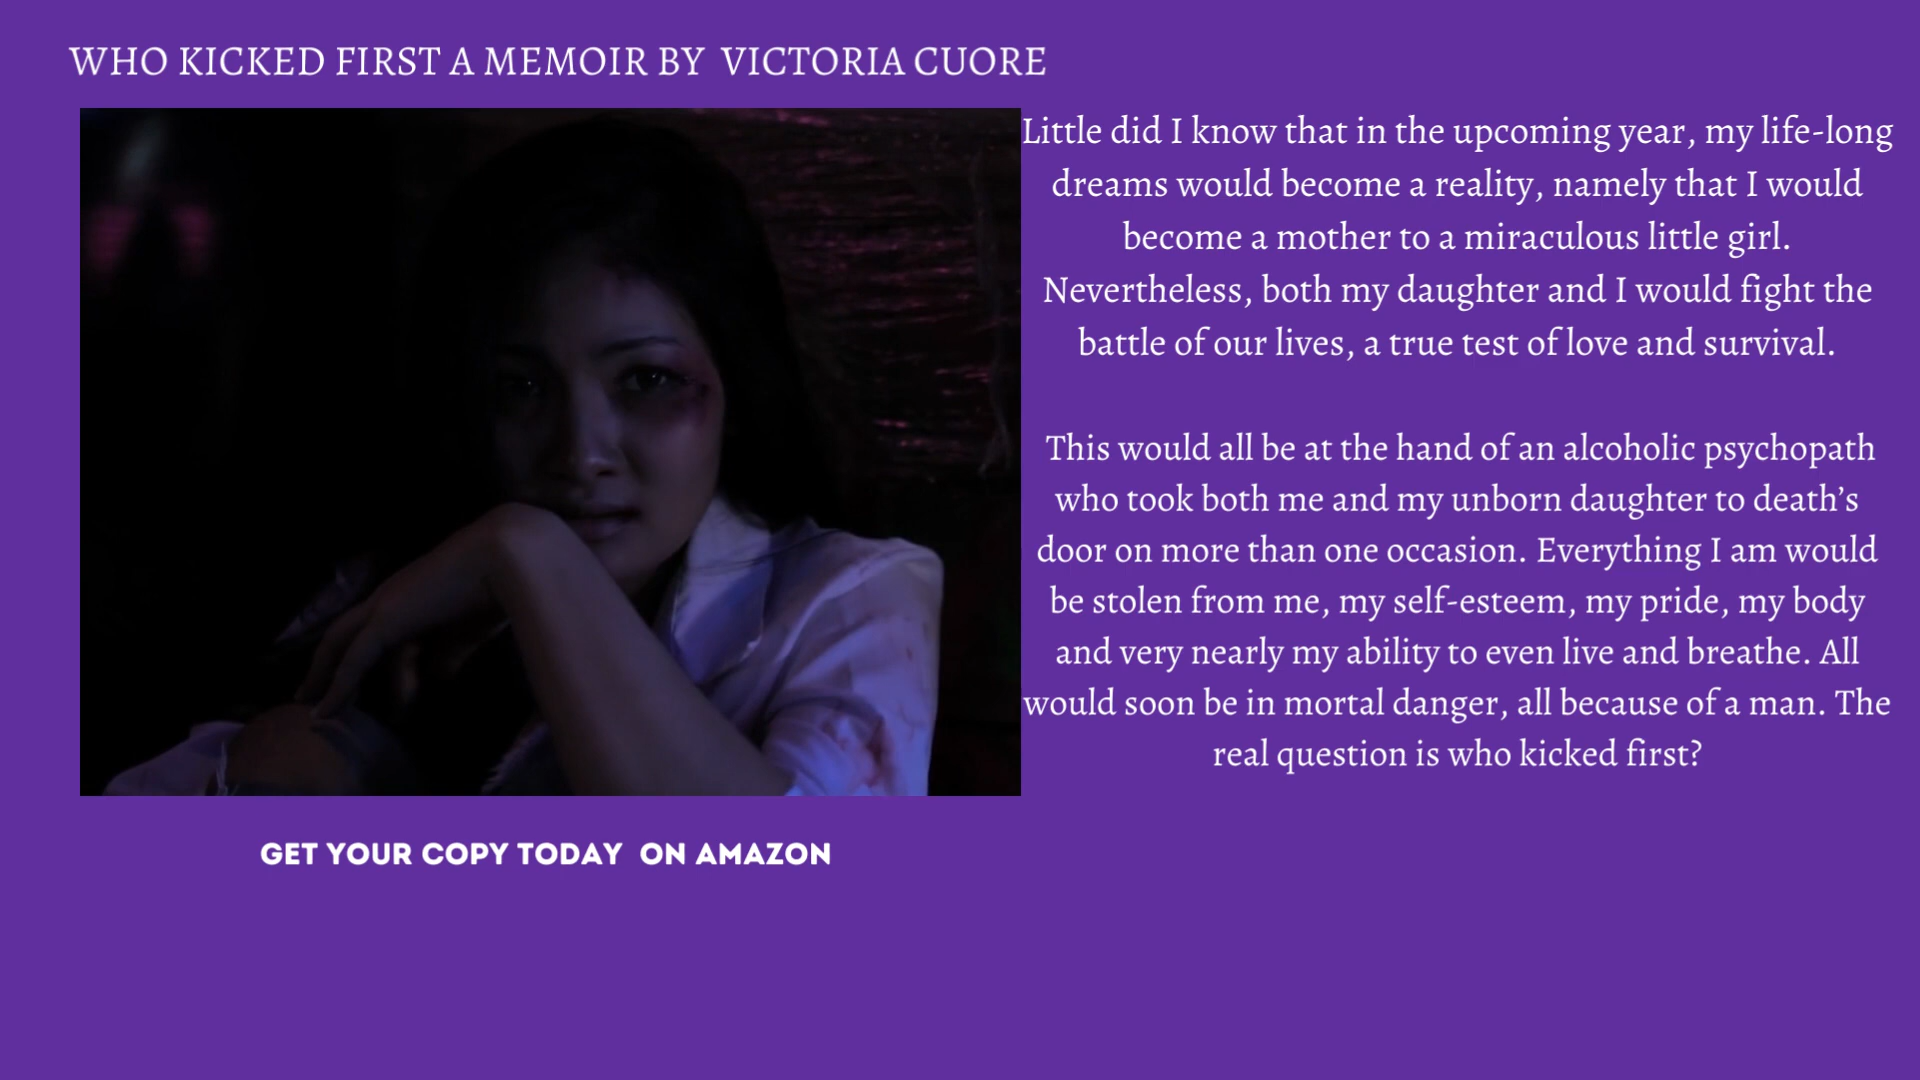 WHO KICKED FIRST A MEMOIR BY VICTORIA CUORE
Little did I know that in the upcoming year, my life-long
dreams would become a reality, namely that I would
become a mother to a miraculous little girl.
Nevertheless, both my daughter and I would fight the
battle of our lives, a true test of love and survival.
This would all be at the hand of an alcoholic psychopath
who took both me and my unborn daughter to death’s
door on more than one occasion. Everything I am would
be stolen from me, my self-esteem, my pride, my body
and very nearly my ability to even live and breathe. All
would soon be in mortal danger, all because of a man. The
real question is who kicked first?
GET YOUR COPY TODAY ON AMAZON